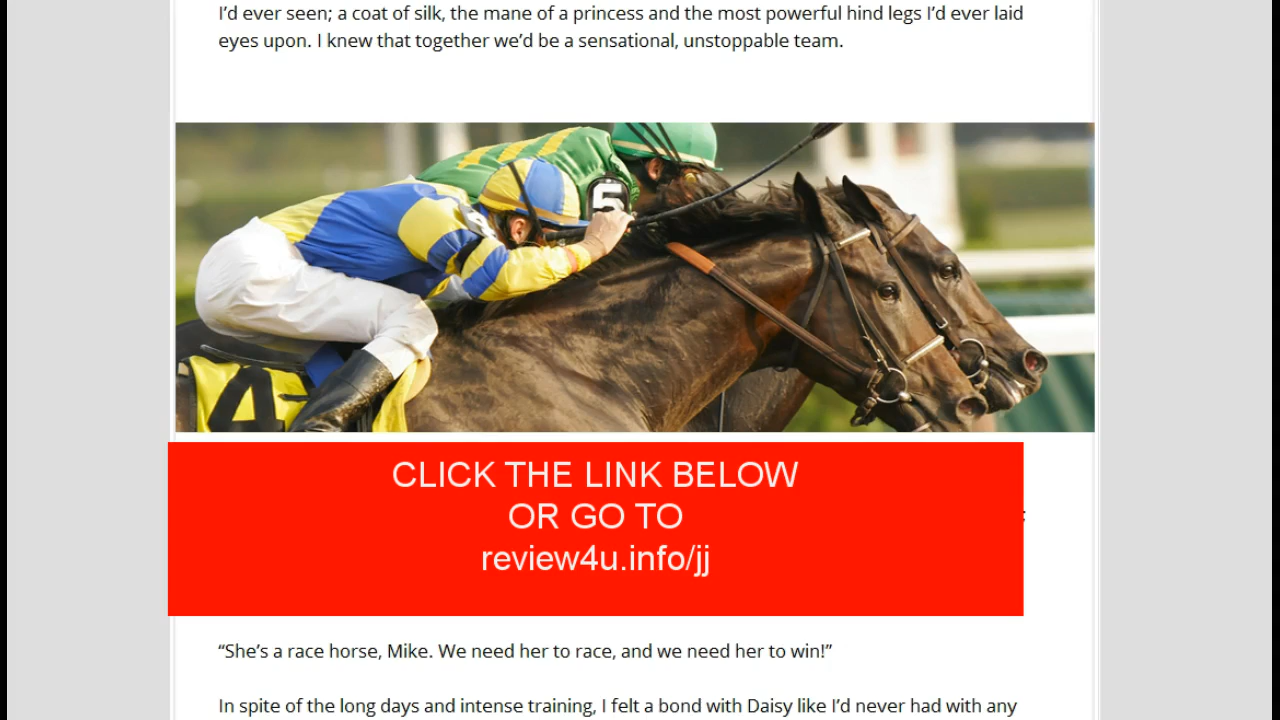 I’d ever seen; a coat of silk, the mane of a princess and the most powerful hind legs I’d ever laid
eyes upon. I knew that together we’d be a sensational, unstoppable team.
5
4
CLICK THE LINK BELOW
OR GO TO
review4u.info/jj
“She’s a race horse, Mike. We need her to race, and we need her to win!”
In spite of the long days and intense training, I felt a bond with Daisy like I’d never had with any